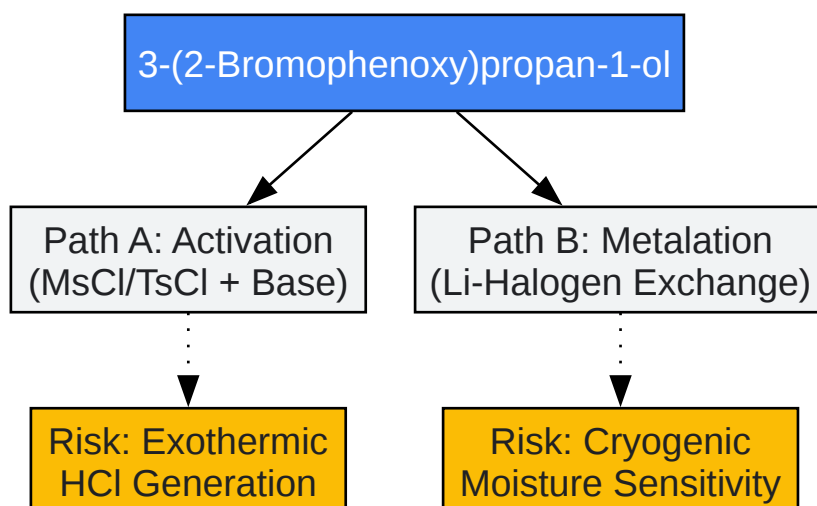 3-(2-Bromophenoxy)propan-1-ol
Path A: Activation
(MsCl/TsCl + Base)
Path B: Metalation
(Li-Halogen Exchange)
Risk: Exothermic
HCl Generation
Risk: Cryogenic
Moisture Sensitivity